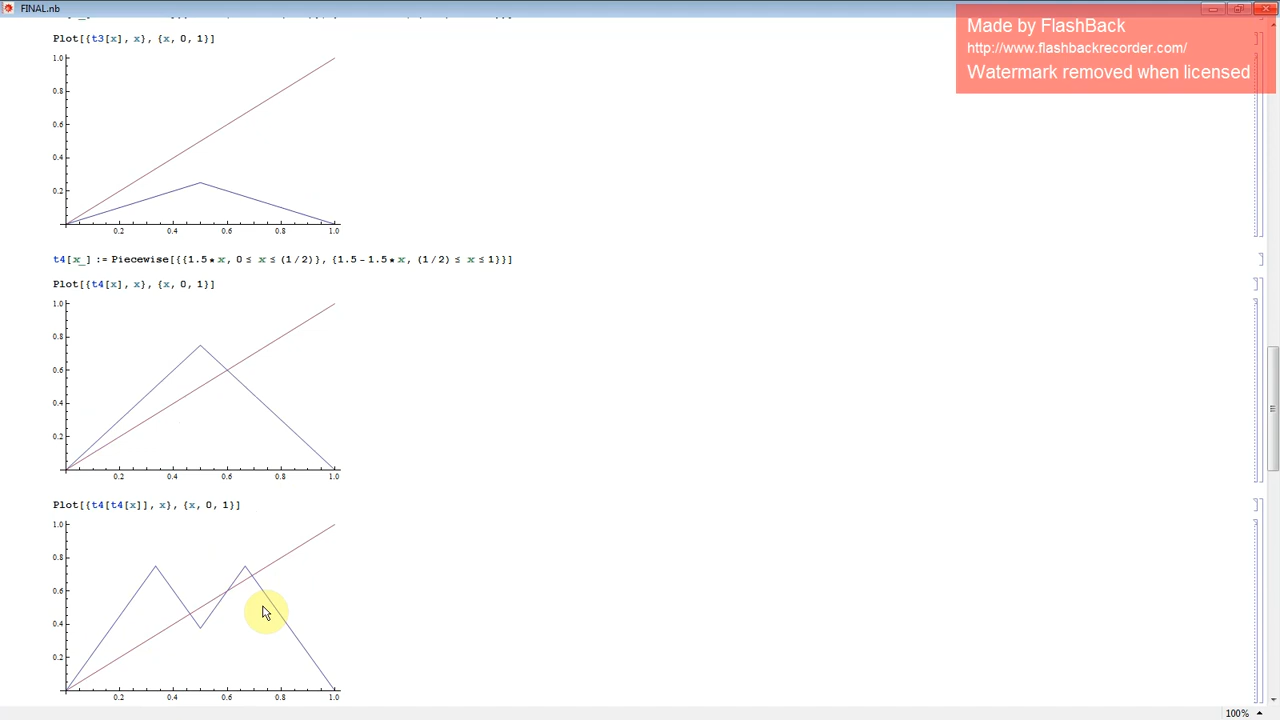 FINAL.nb
Made by FlashBack
http://www.flashbackrecorder.com/
Watermark removed when licensed
Plot[{t3[x], x}, {x, 0, 1}]
1.0
0.8
0.6
0.4
0.2
0.2 0.4 0.6 0.8 1.0
t4[x_] := Piecewise[{{1.5*x, 0 ≤ x ≤ (1/2)}, {1.5-1.5*x, (1/2) ≤ x ≤ 1}}]
Plot[{t4[x], x}, {x, 0, 1}]
1.0
0.8
0.6
0.4
0.2
0.2 0.4 0.6 0.8 1.0
Plot[{t4[t4[x]], x}, {x, 0, 1}]
1.0
0.8
0.6
0.4
0.2
0.2 0.4 0.6 0.8 1.0
100%